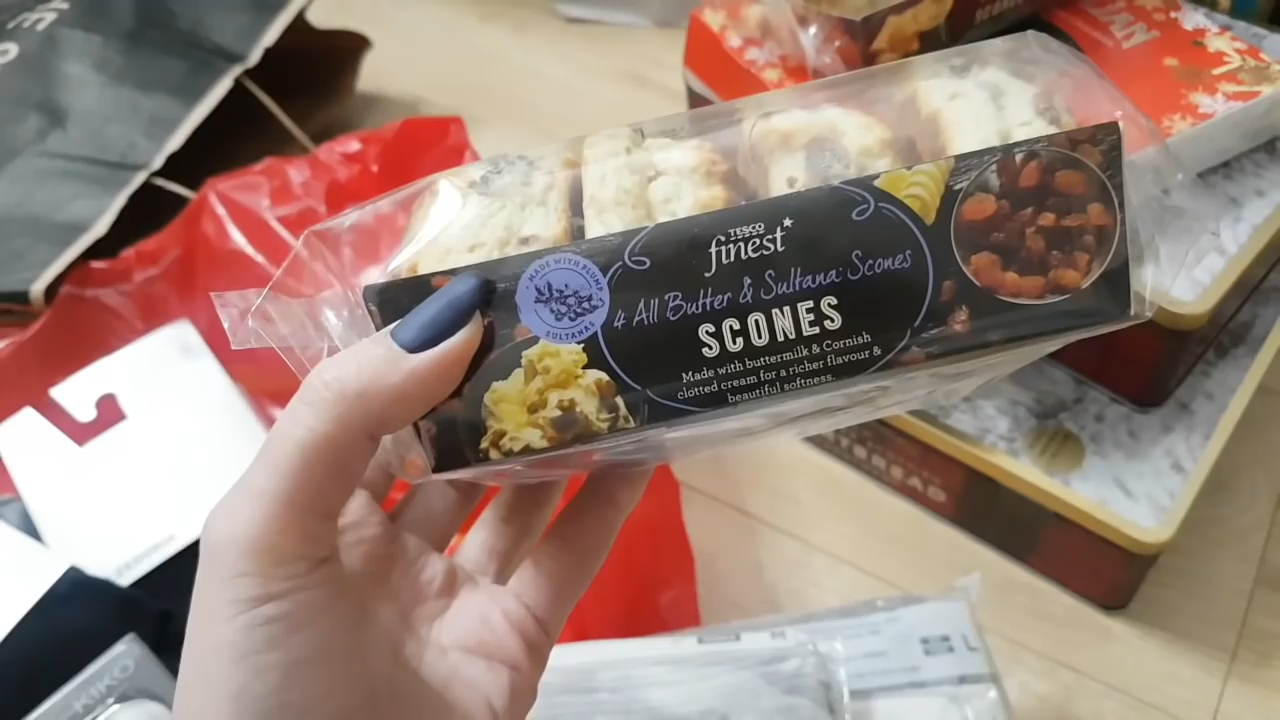 TESCO
finest*
MADE WITH PLUMP
SULTANAS
4 All Butter & Sultana Scones
SCONES
Made with buttermilk & Cornish
clotted cream for a richer flavour &
beautiful softness.
KIKO
L